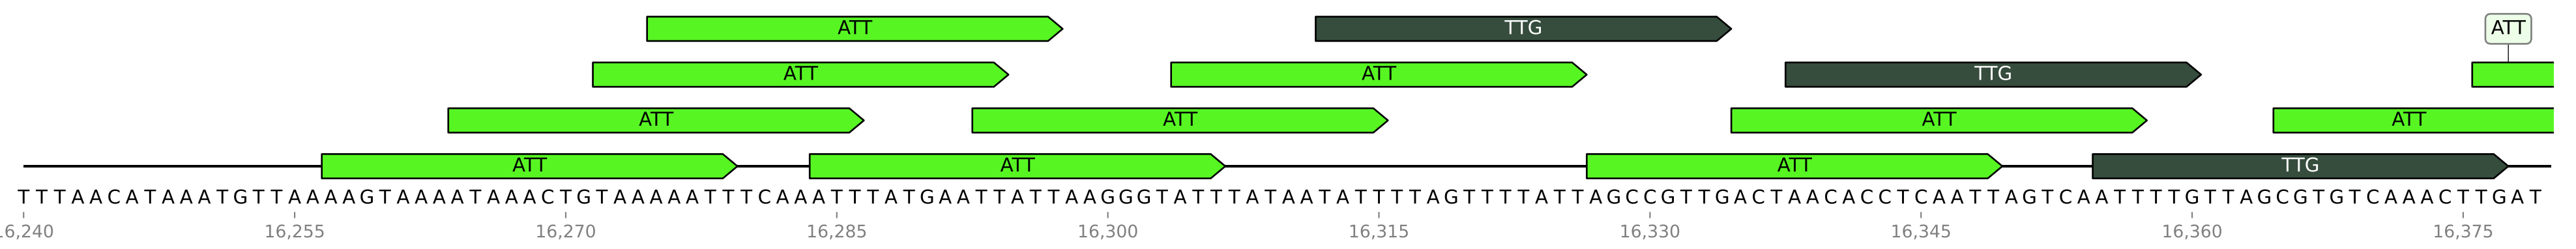 ATT TTG ATT
ATT ATT TTG
ATT ATT ATT ATT
ATT ATT ATT TTG
TTTAACATAAATGTTAAAAGTAAAATAAACTGTAAAAATTTCAAATTTATGAATTATTAAGGGTATTTATAATATTTTAGTTTTATTAGCCGTTGACTAACACCTCAATTAGTCAATTTTGTTAGCGTGTCAAACTTGAT
16,240 16,255 16,270 16,285 16,300 16,315 16,330 16,345 16,360 16,375